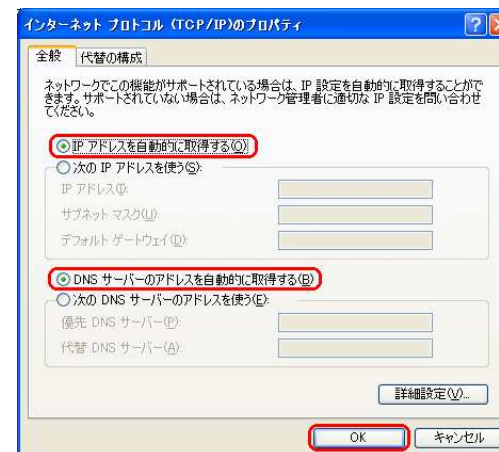 インターネット プロトコル (TCP/IP)のプロパティ
全般 代替の構成
ネットワークでこの機能がサポートされている場合は、IP 設定を自動的に取得することがで
きます。サポートされていない場合は、ネットワーク管理者に適切な IP 設定を問い合わせ
てください。
IP アドレスを自動的に取得する(O)
次の IP アドレスを使う(S):
IP アドレス(I):
サブネット マスク(U):
デフォルト ゲートウェイ(D):
DNS サーバーのアドレスを自動的に取得する(B)
次の DNS サーバーのアドレスを使う(E):
優先 DNS サーバー(P):
代替 DNS サーバー(A):
詳細設定(V)...
OK キャンセル